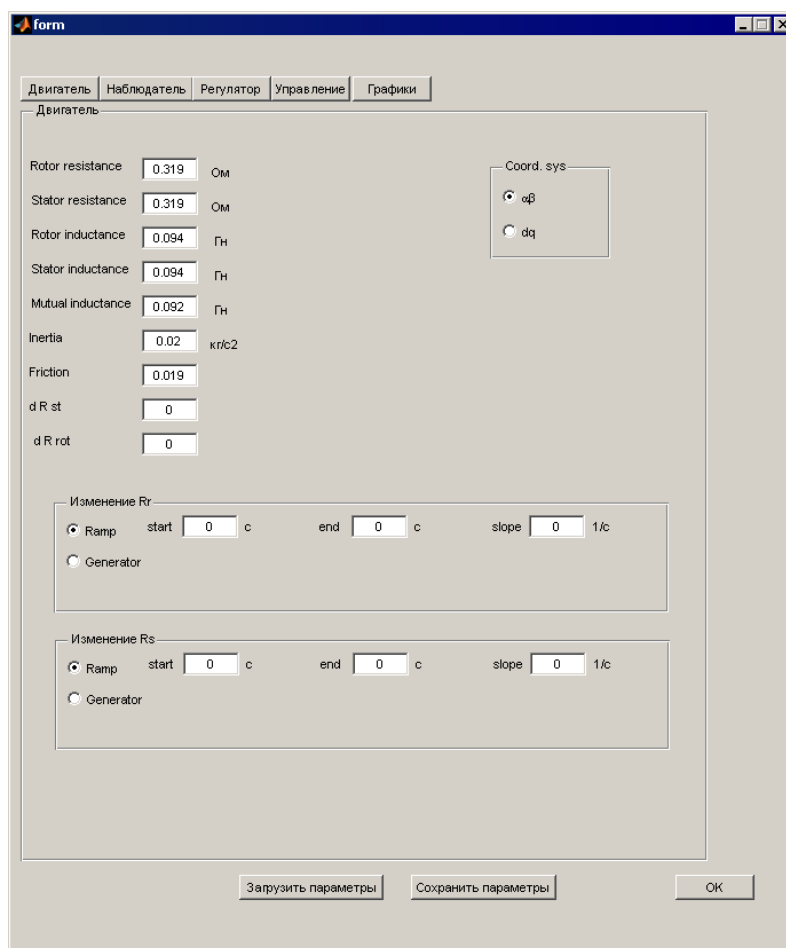 form
Двигатель Наблюдатель Регулятор Управление Графики
Двигатель
Rotor resistance 0.319 Ом
Coord. sys
Stator resistance 0.319 Ом
αβ
Rotor inductance 0.094 Гн
dq
Stator inductance 0.094 Гн
Mutual inductance 0.092 Гн
Inertia 0.02 кг/с2
Friction 0.019
d R st 0
d R rot 0
Изменение Rr
Ramp start 0 с end 0 с slope 0 1/с
Generator
Изменение Rs
Ramp start 0 с end 0 с slope 0 1/с
Generator
Загрузить параметры Сохранить параметры OK